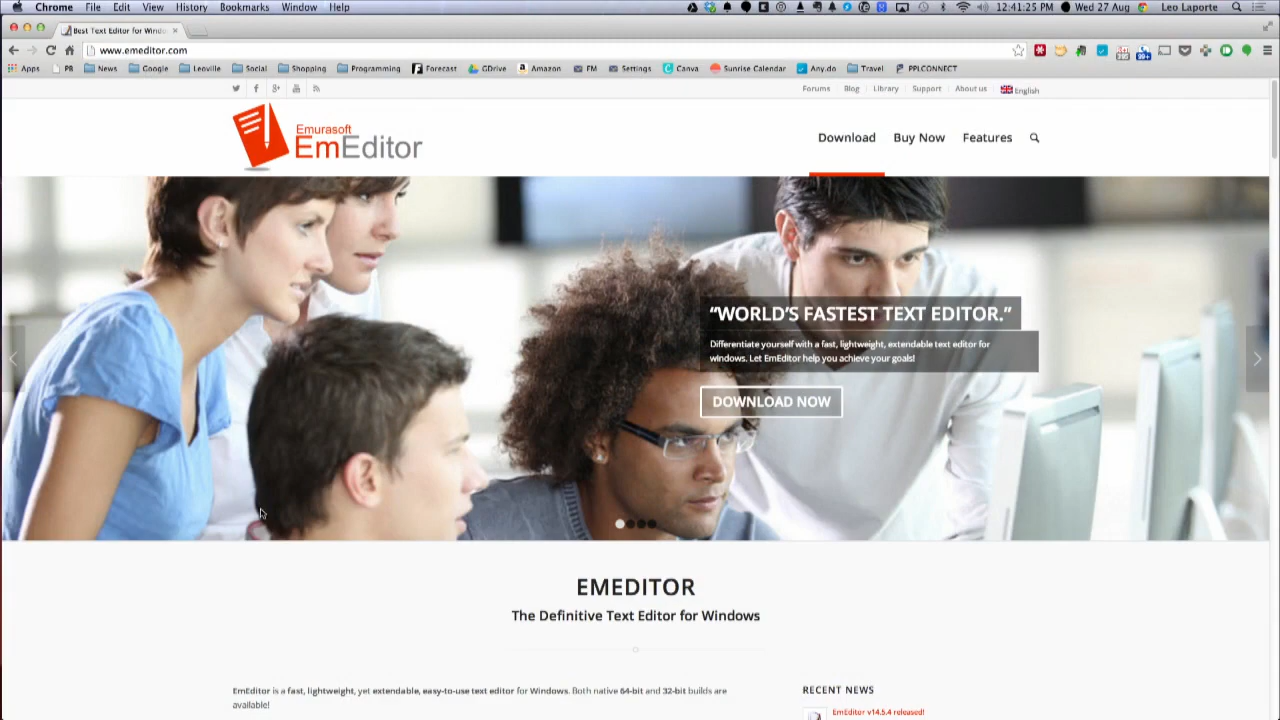 Chrome File Edit View History Bookmarks Window Help 12:41:25 PM Wed 27 Aug Leo Laporte
Best Text Editor for Windo
www.emeditor.com
Apps PB News Google Leoville Social Shopping Programming Forecast GDrive Amazon FM Settings Canva Sunrise Calendar Any.do Travel PPLCONNECT
Forums Blog Library Support About us English
Emurasoft
EmEditor
Download Buy Now Features
“WORLD’S FASTEST TEXT EDITOR.”
Differentiate yourself with a fast, lightweight, extendable text editor for
windows. Let EmEditor help you achieve your goals!
DOWNLOAD NOW
EMEDITOR
The Definitive Text Editor for Windows
EmEditor is a fast, lightweight, yet extendable, easy-to-use text editor for Windows. Both native 64-bit and 32-bit builds are
available!
RECENT NEWS
EmEditor v14.5.4 released!